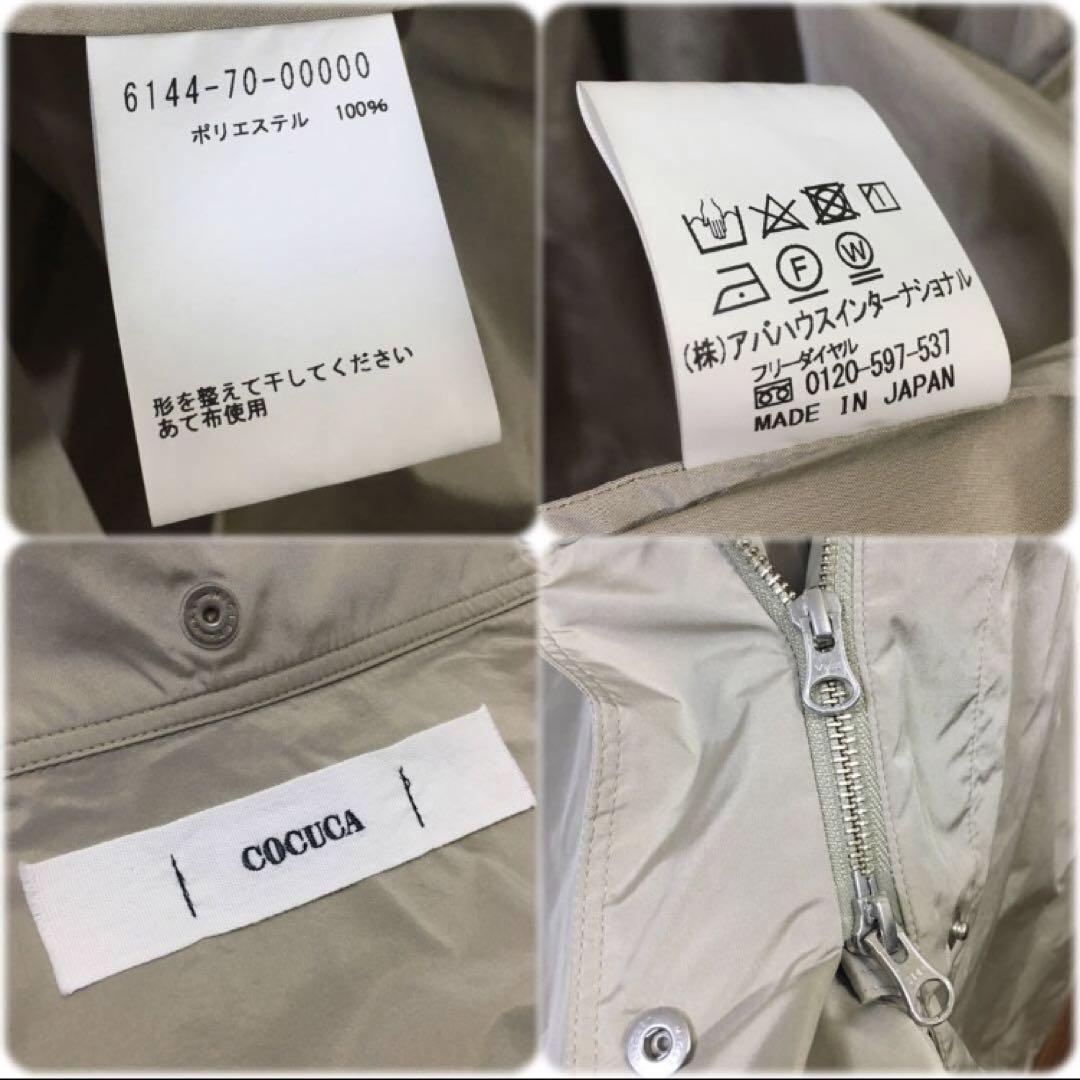 6144-70-00000
ポリエステル 100%
形を整えて干してください
あて布使用
F W
(株)アバハウスインターナショナル
フリーダイヤル
0120-597-537
MADE IN JAPAN
COCUCA